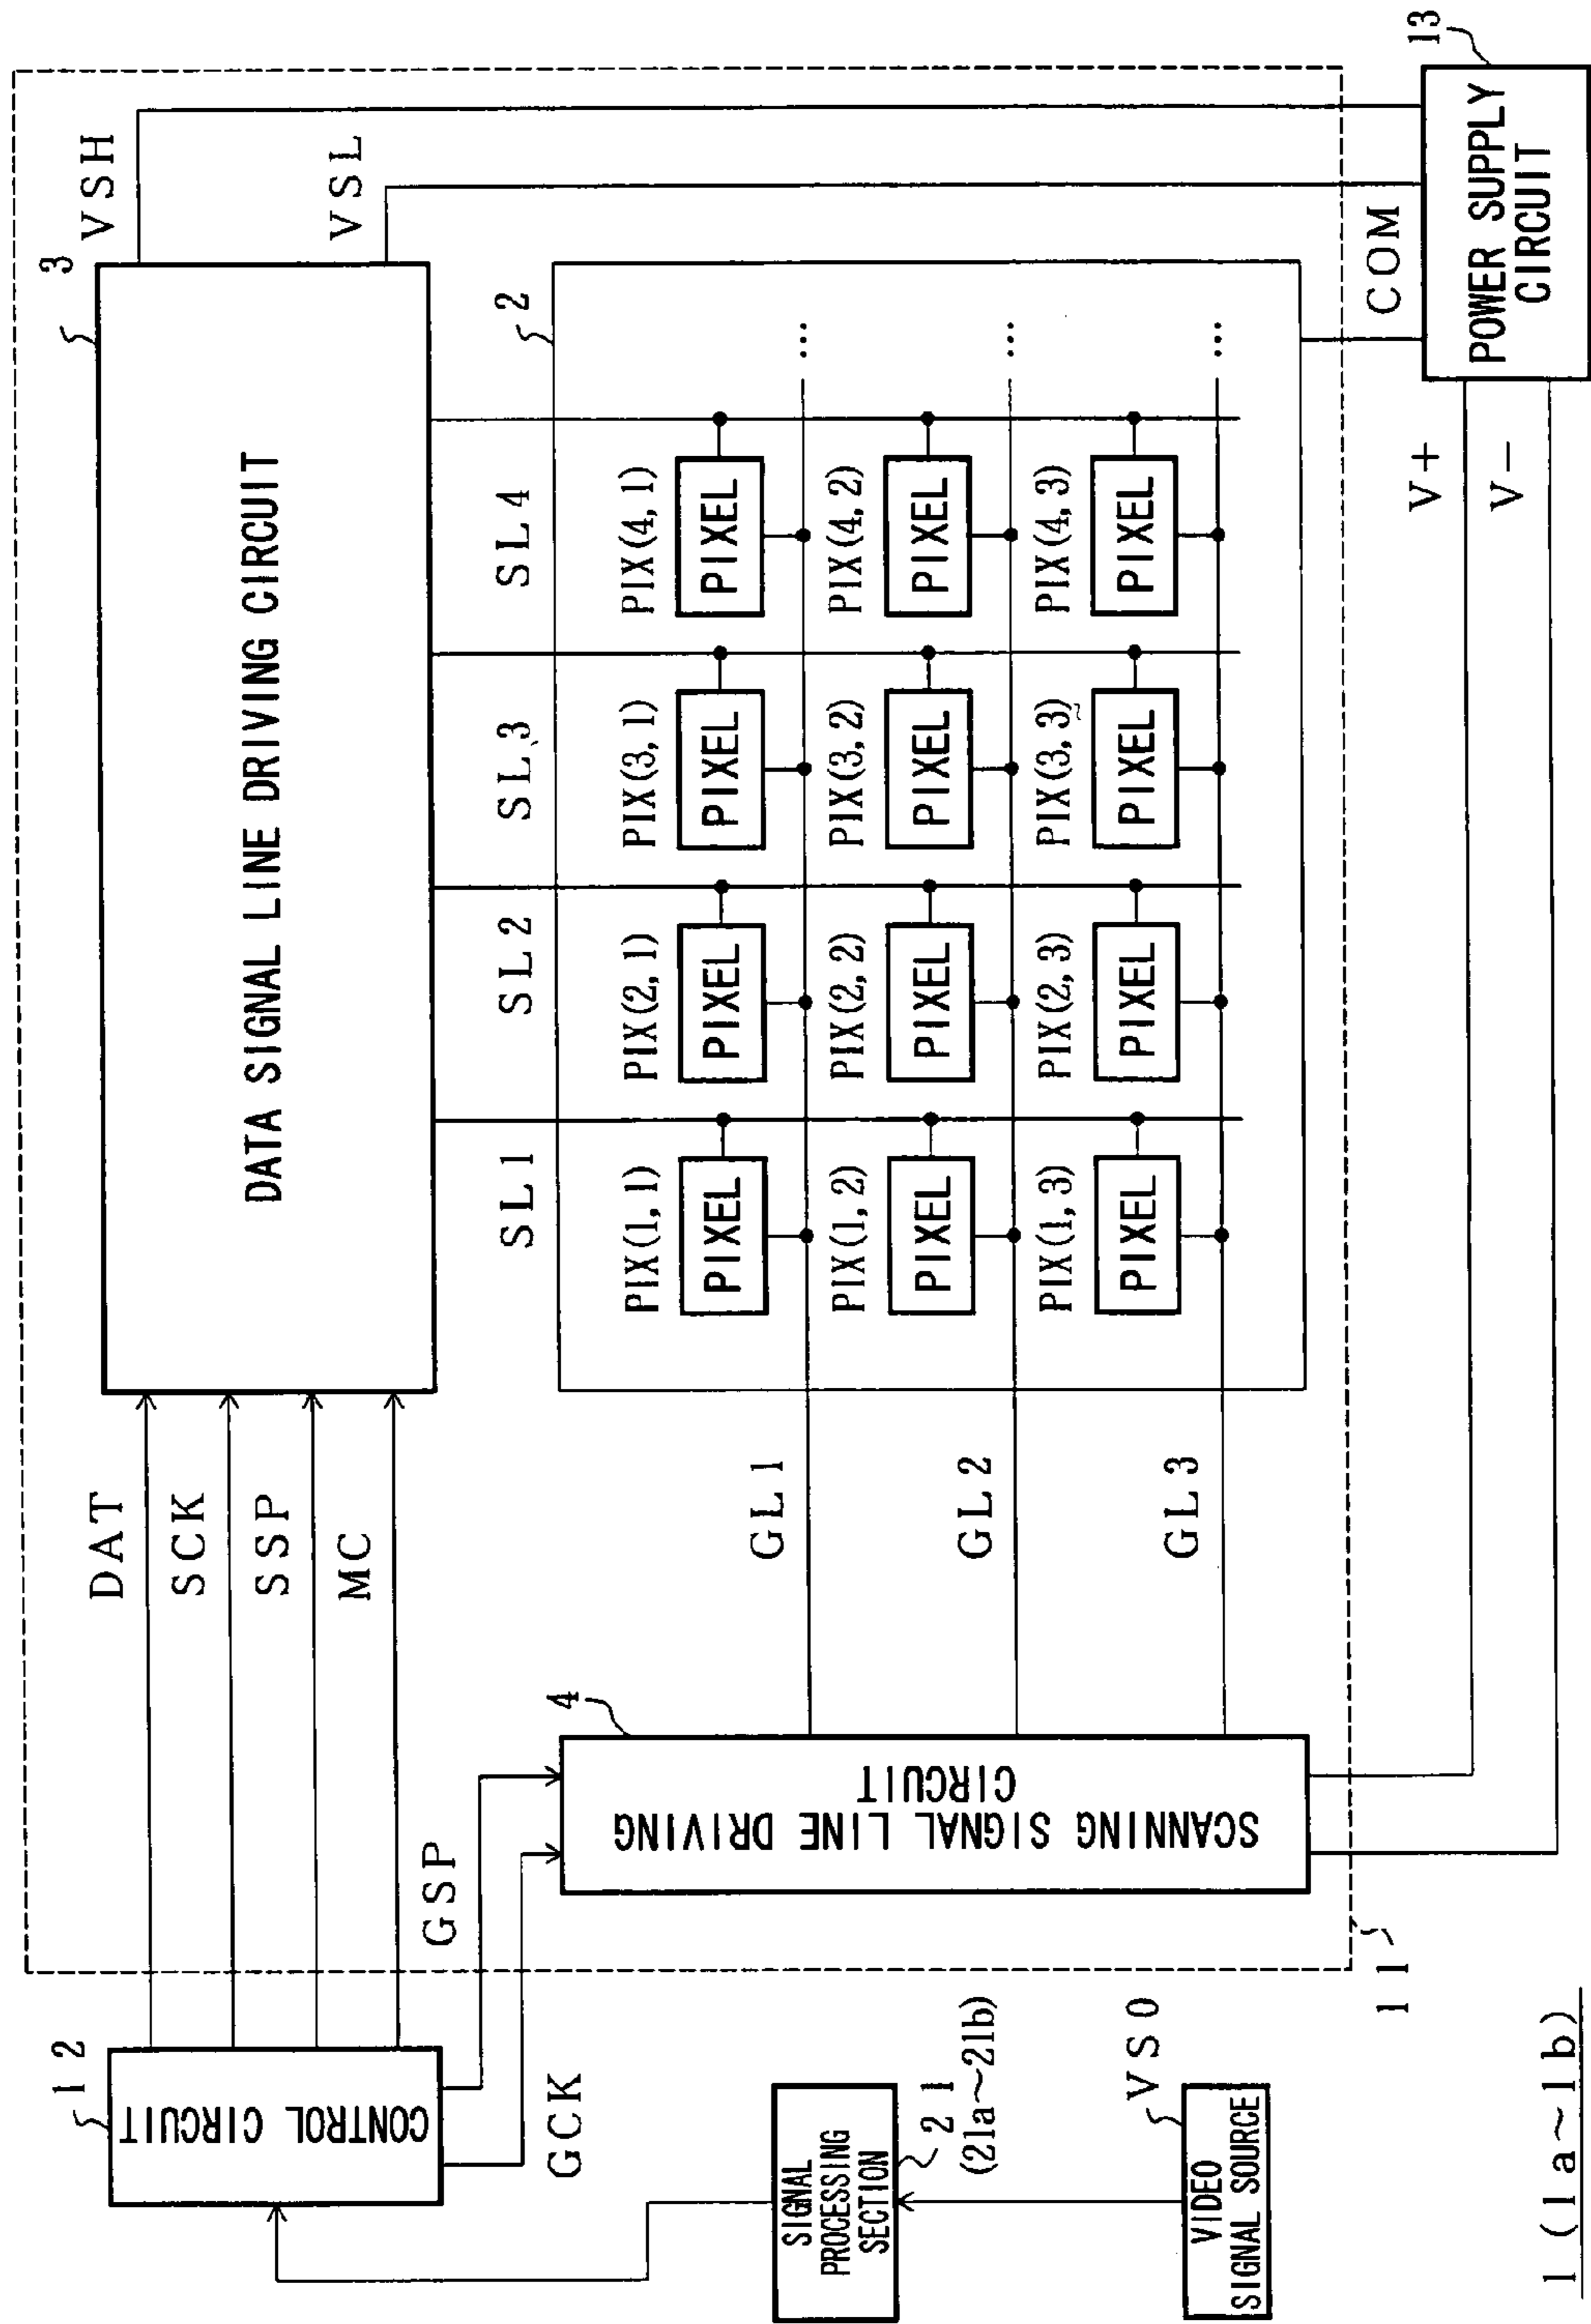 1 (1a~1b)
VIDEO
SIGNAL SOURCE
VS0
SIGNAL
PROCESSING
SECTION
21
(21a~21b)
CONTROL CIRCUIT
12
GCK
GSP
DAT
SCK
SSP
MC
11
SCANNING SIGNAL LINE DRIVING
CIRCUIT
4
GL1
GL2
GL3
DATA SIGNAL LINE DRIVING CIRCUIT
3
VSH
VSL
SL1
SL2
SL3
SL4
2
PIX(1,1)
PIXEL
PIX(2,1)
PIXEL
PIX(3,1)
PIXEL
PIX(4,1)
PIXEL
...
PIX(1,2)
PIXEL
PIX(2,2)
PIXEL
PIX(3,2)
PIXEL
PIX(4,2)
PIXEL
...
PIX(1,3)
PIXEL
PIX(2,3)
PIXEL
PIX(3,3)
PIXEL
PIX(4,3)
PIXEL
...
COM
V+
V-
POWER SUPPLY
CIRCUIT
13